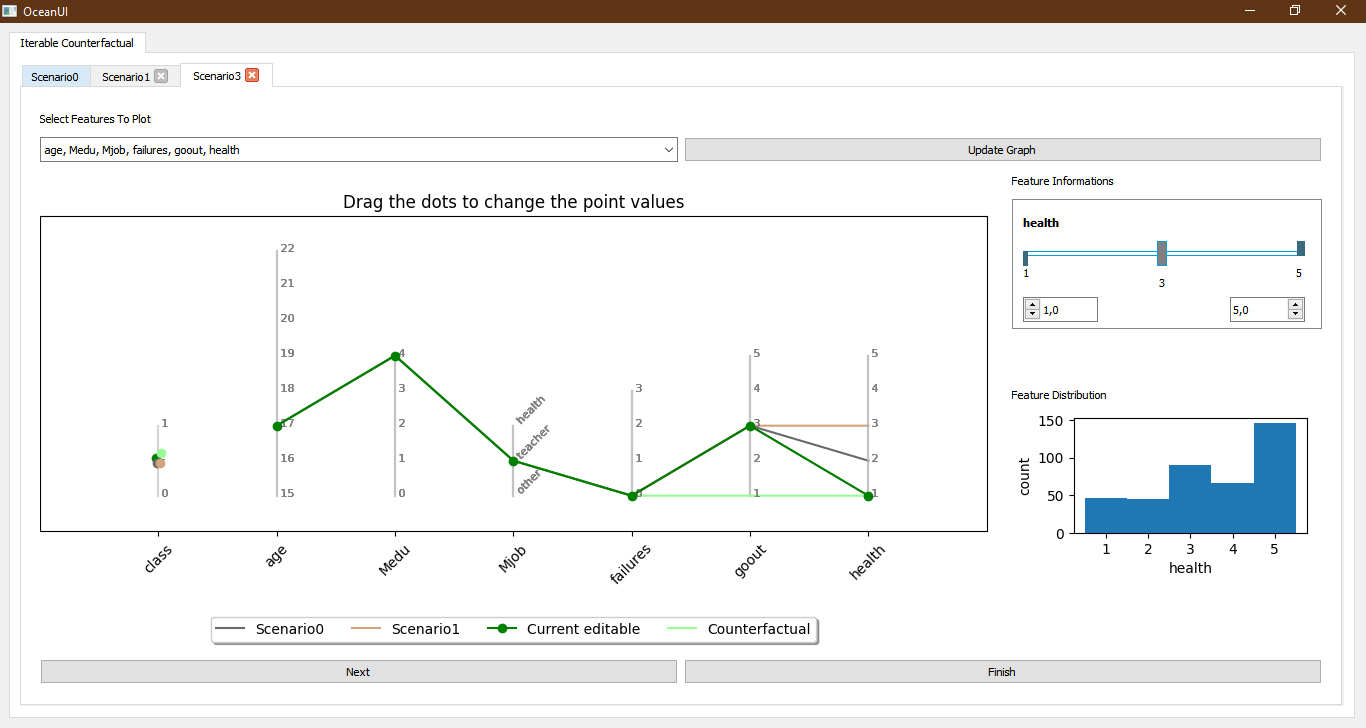 OceanUI
Iterable Counterfactual
Scenario0 Scenario1 Scenario3
Select Features To Plot
age, Medu, Mjob, failures, goout, health
Update Graph
Feature Informations
health
1 3 5
1,0 5,0
Drag the dots to change the point values
1
0
22
21
20
19
18
17
16
15
4
3
2
1
0
health
teacher
other
3
2
1
0
5
4
3
2
1
5
4
3
2
1
class age Medu Mjob failures goout health
Scenario0 Scenario1 Current editable Counterfactual
Feature Distribution
150
100
50
0
count
1 2 3 4 5
health
Next Finish